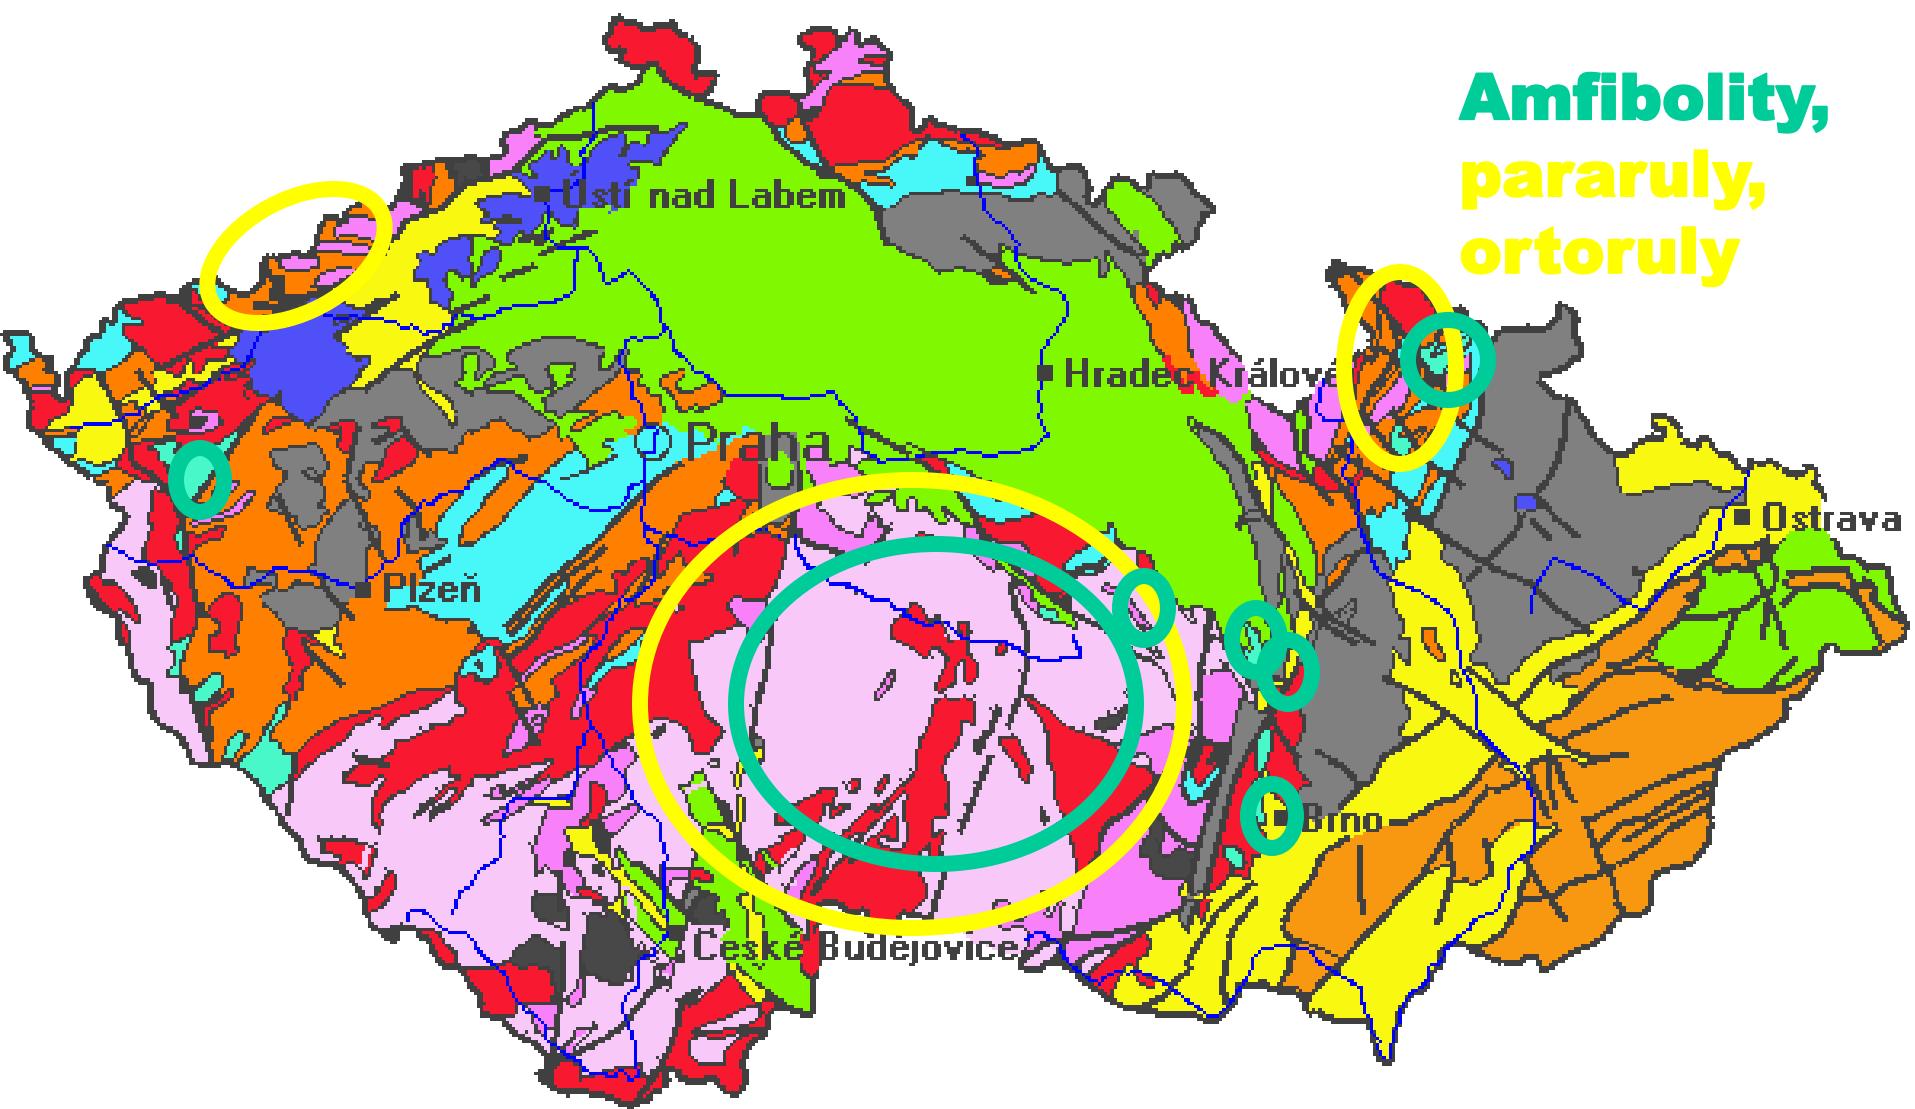 Amfibolity,
pararuly,
ortoruly
Ústí nad Labem
Hradec Králové
Praha
Ostrava
Plzeň
Brno
České Budějovice